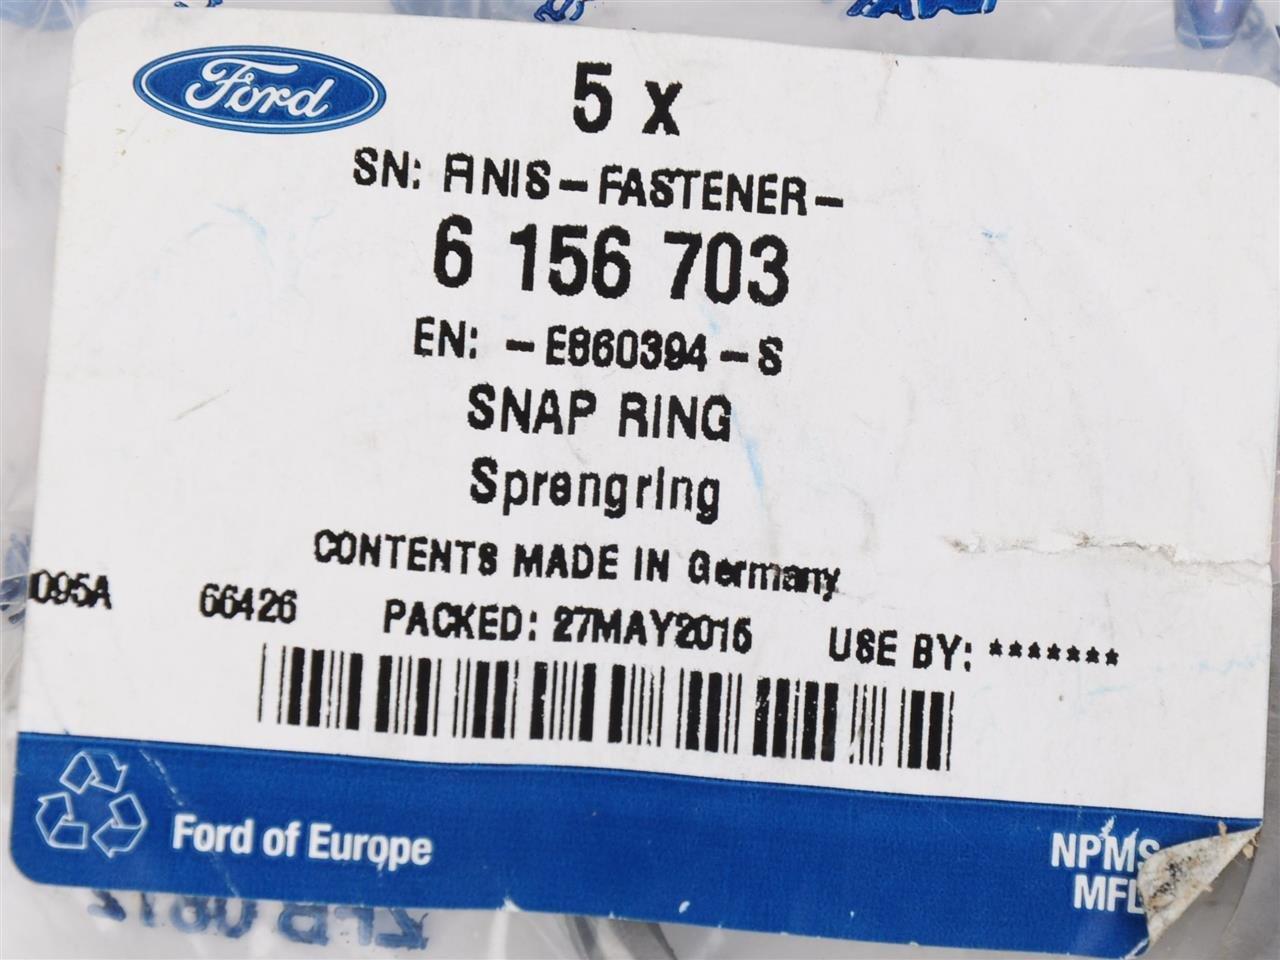 Ford
5 x
SN: FINIS-FASTENER-
6 156 703
EN: -E860394-S
SNAP RING
Sprengring
CONTENTS MADE IN Germany
095A 66426 PACKED: 27MAY2015 USE BY: *******
Ford of Europe
NPMS
MFL